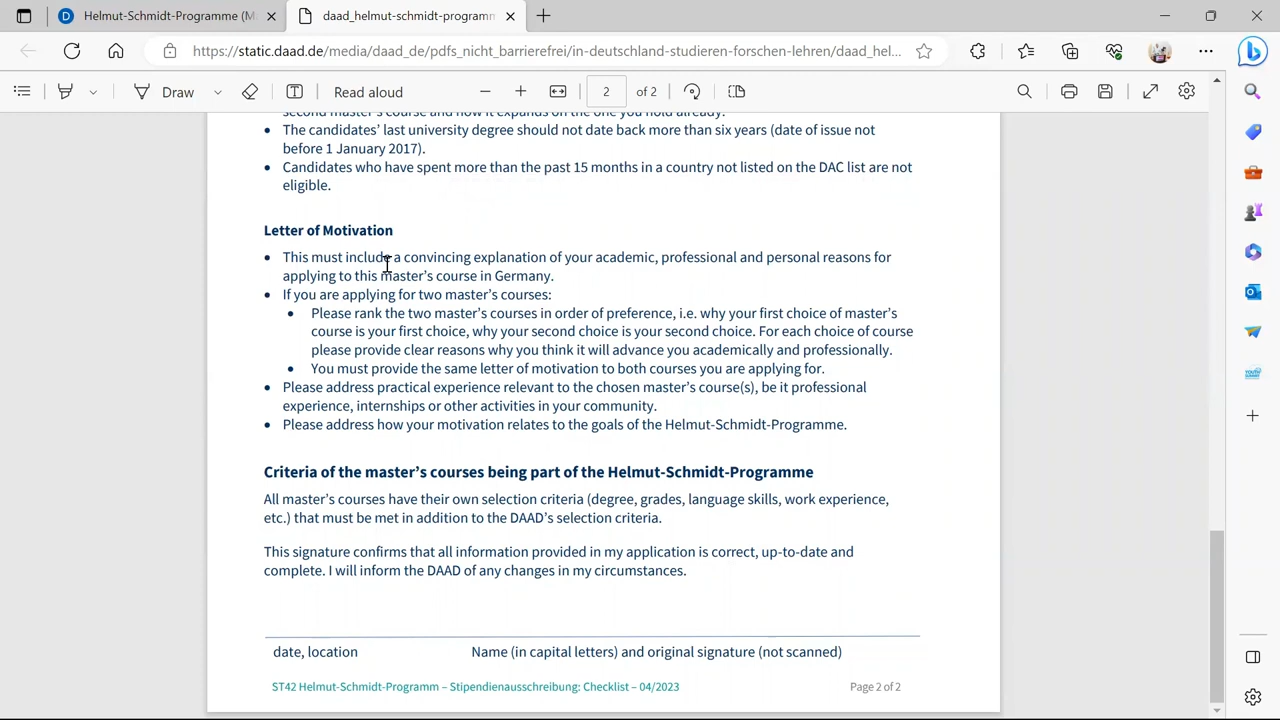 Helmut-Schmidt-Programme (M
daad_helmut-schmidt-programm
https://static.daad.de/media/daad_de/pdfs_nicht_barrierefrei/in-deutschland-studieren-forschen-lehren/daad_hel...
Draw
Read aloud
2
of 2
second master's course and how it expands on the one you hold already.
• The candidates' last university degree should not date back more than six years (date of issue not
before 1 January 2017).
• Candidates who have spent more than the past 15 months in a country not listed on the DAC list are not
eligible.
Letter of Motivation
• This must include a convincing explanation of your academic, professional and personal reasons for
applying to this master's course in Germany.
• If you are applying for two master's courses:
• Please rank the two master's courses in order of preference, i.e. why your first choice of master's
course is your first choice, why your second choice is your second choice. For each choice of course
please provide clear reasons why you think it will advance you academically and professionally.
• You must provide the same letter of motivation to both courses you are applying for.
• Please address practical experience relevant to the chosen master's course(s), be it professional
experience, internships or other activities in your community.
• Please address how your motivation relates to the goals of the Helmut-Schmidt-Programme.
Criteria of the master's courses being part of the Helmut-Schmidt-Programme
All master's courses have their own selection criteria (degree, grades, language skills, work experience,
etc.) that must be met in addition to the DAAD's selection criteria.
This signature confirms that all information provided in my application is correct, up-to-date and
complete. I will inform the DAAD of any changes in my circumstances.
date, location
Name (in capital letters) and original signature (not scanned)
ST42 Helmut-Schmidt-Programm – Stipendienausschreibung: Checklist – 04/2023
Page 2 of 2